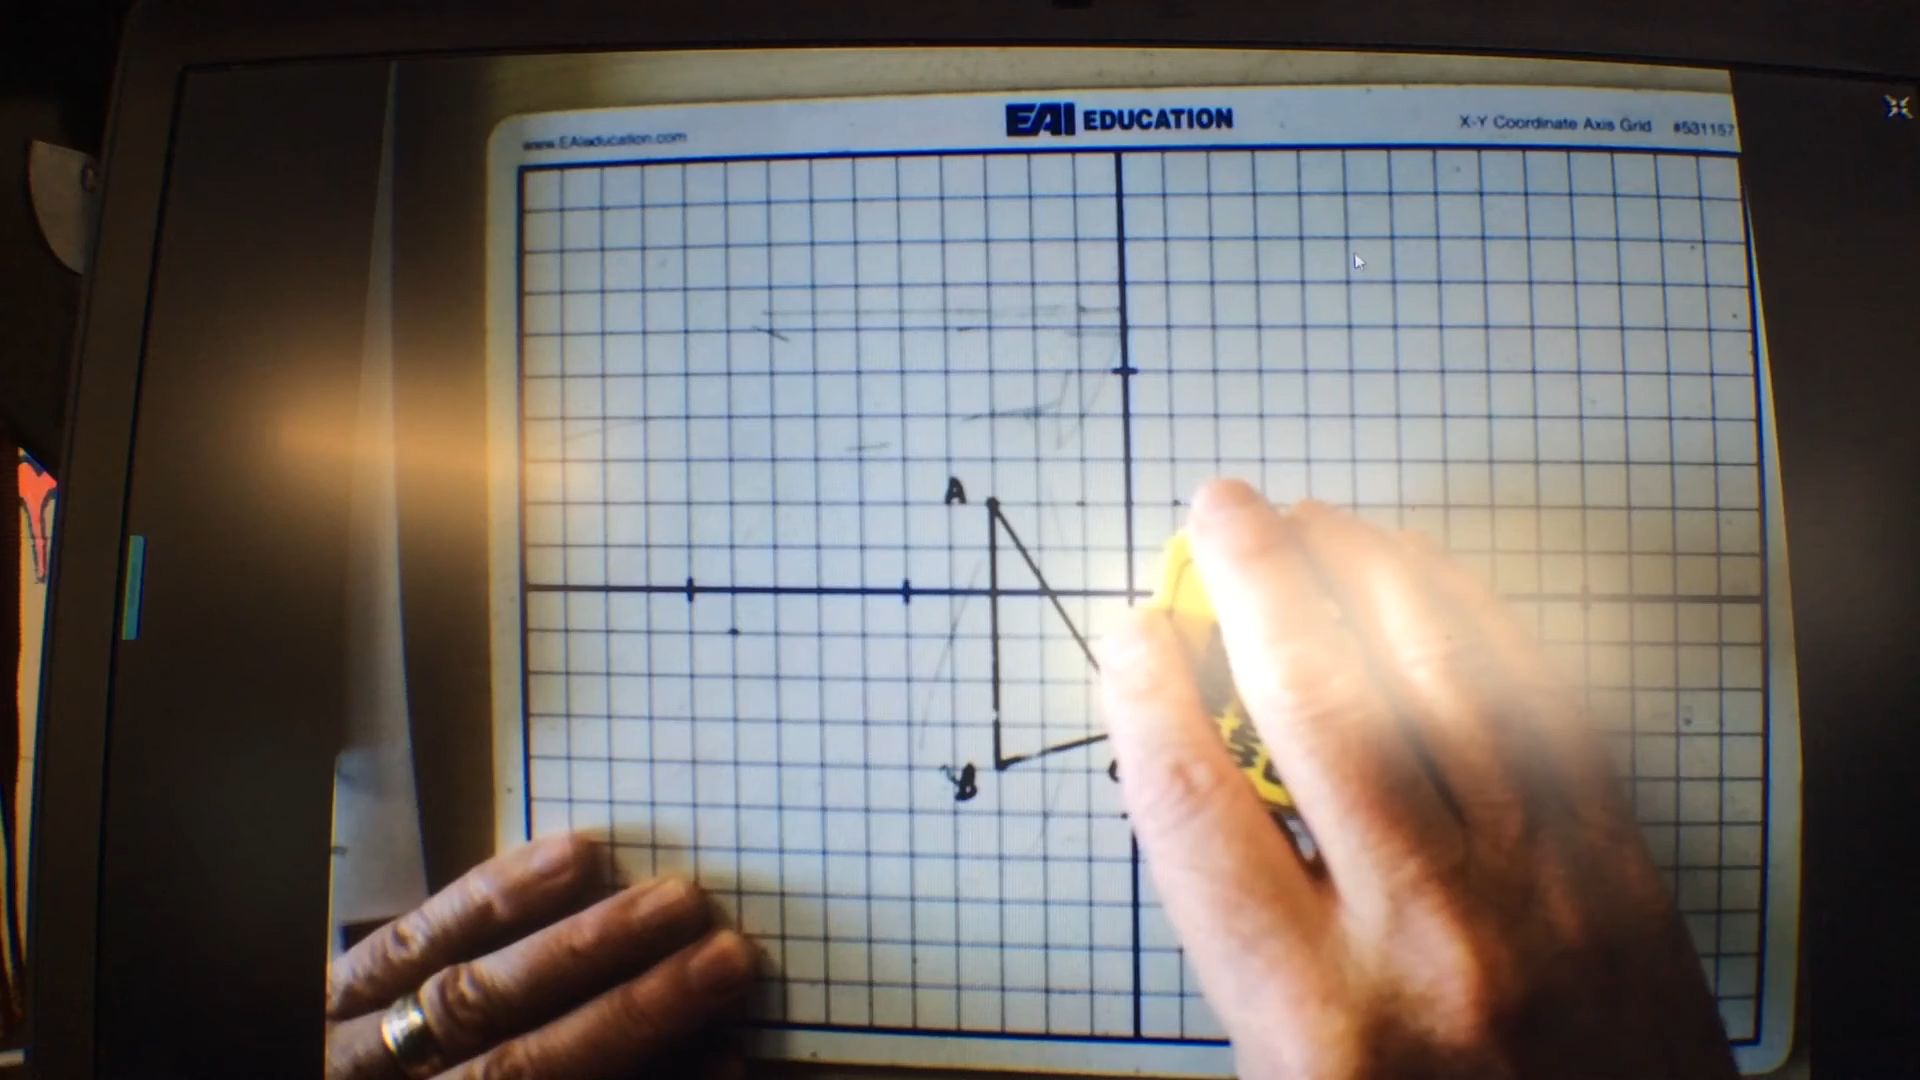 EAI EDUCATION
www.EAIeducation.com
X-Y Coordinate Axis Grid #531157
A
B